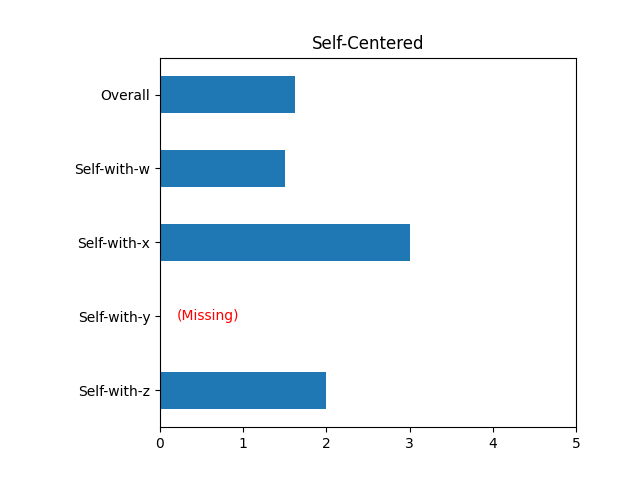 Self-Centered
Overall
Self-with-w
Self-with-x
Self-with-y
(Missing)
Self-with-z
0 1 2 3 4 5